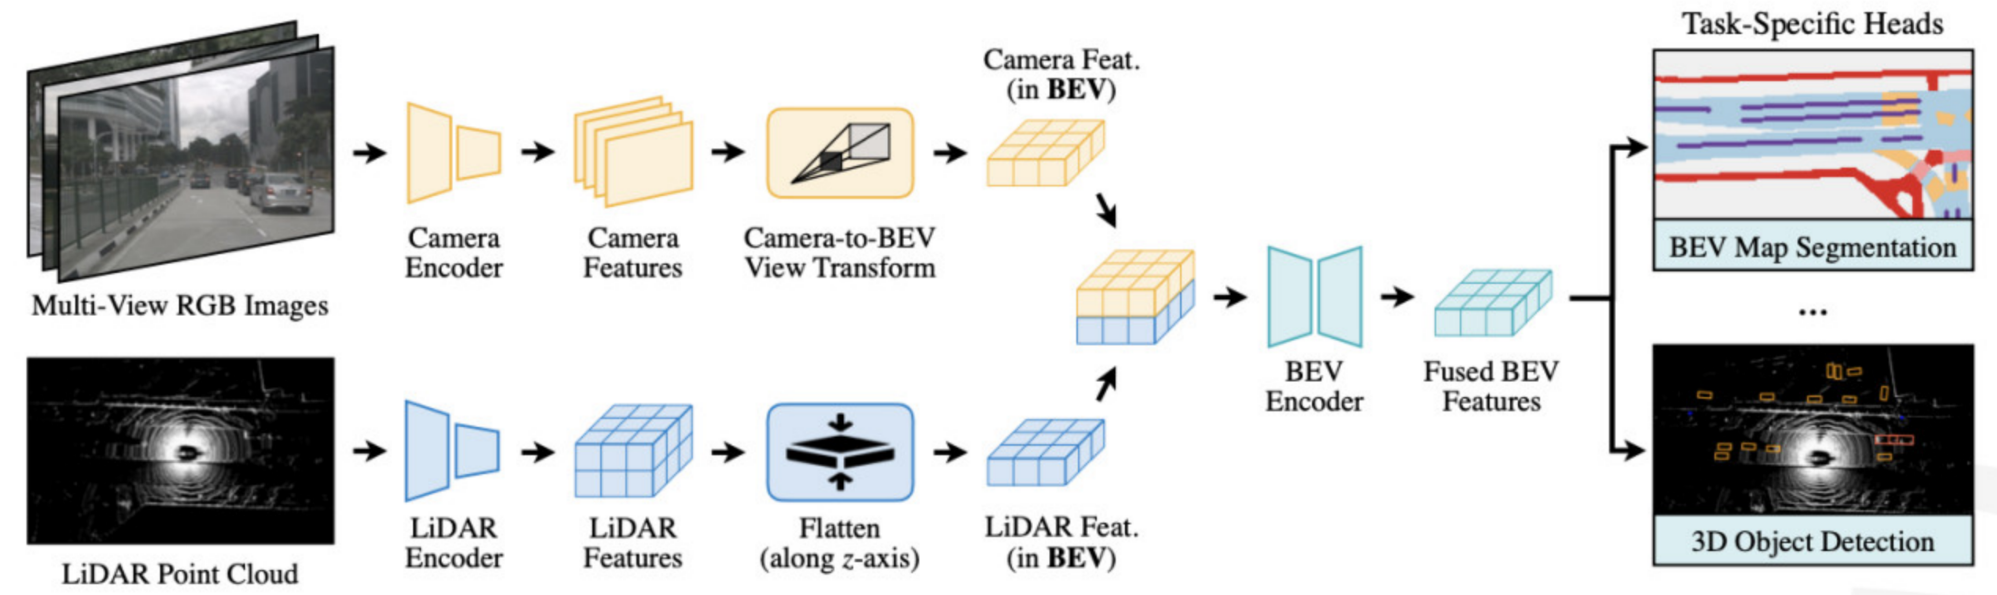 Task-Specific Heads
Camera Feat.
(in BEV)
Camera
Encoder
Camera
Features
Camera-to-BEV
View Transform
Multi-View RGB Images
BEV Map Segmentation
...
BEV
Encoder
Fused BEV
Features
LiDAR
Encoder
LiDAR
Features
Flatten
(along z-axis)
LiDAR Feat.
(in BEV)
3D Object Detection
LiDAR Point Cloud